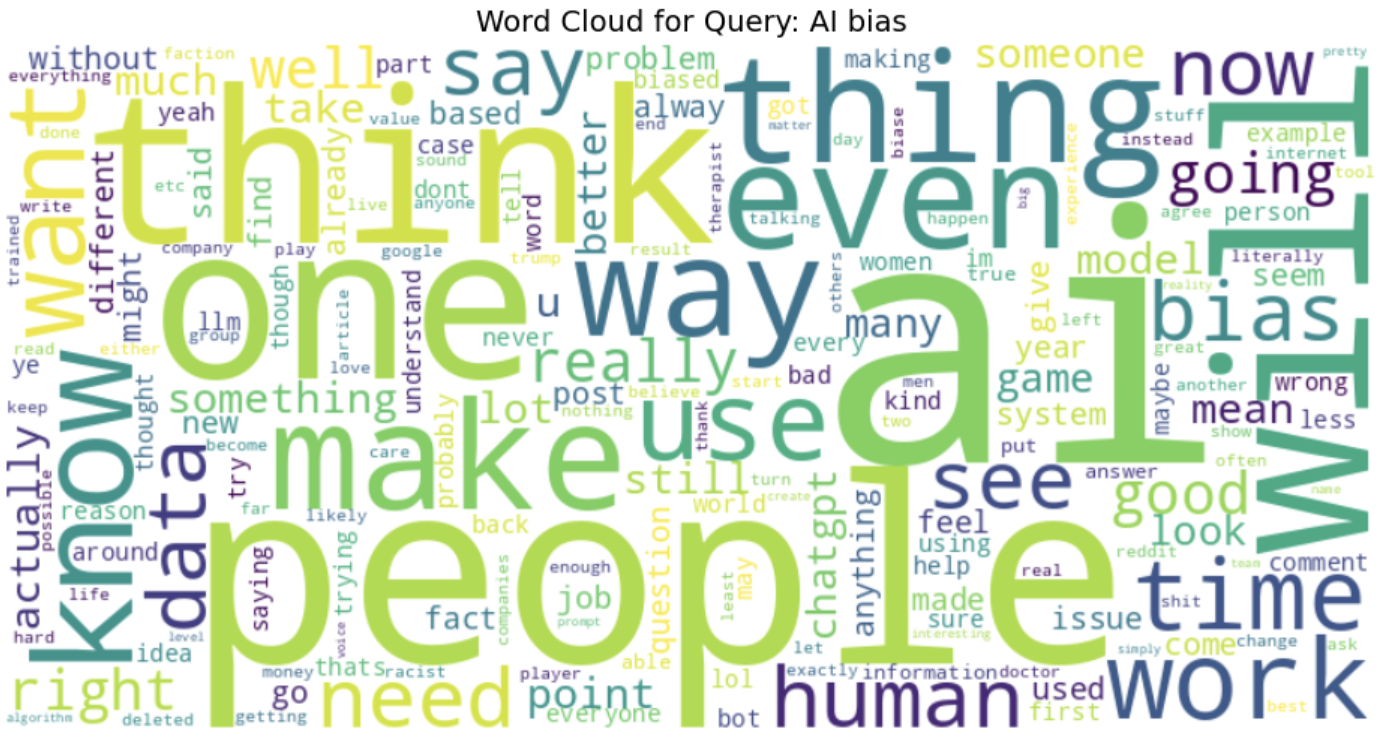 Word Cloud for Query: AI bias
without faction well part say problem making someone now pretty
everything much biased thing
yeah take value based alway got matter stuff
want done think case end day biase instead example internet
different etc said find already sound dont anyone tell word better therapist even talking happen big experience going tool
write live agree person
trained might company play google result trump way others women im true model literally seem
though u reality
llm group article understand one never many every give left bias will
read either love really ai year great
ye know thought something post believe start bad men kind game maybe another wrong
keep new lot nothing use thank two system mean less
become care probably make put show
actually possible data try still turn see answer often
reason far likely back world create chatgpt anything feel good look name
around saying trying people enough question least may using reddit comment
life fact companies job prompt help real time team
hard level voice made sure issue shit
idea let interesting simply come change ask
money thats racist player able exactly information doctor
right go need point lol human used work
algorithm deleted getting everyone bot first best